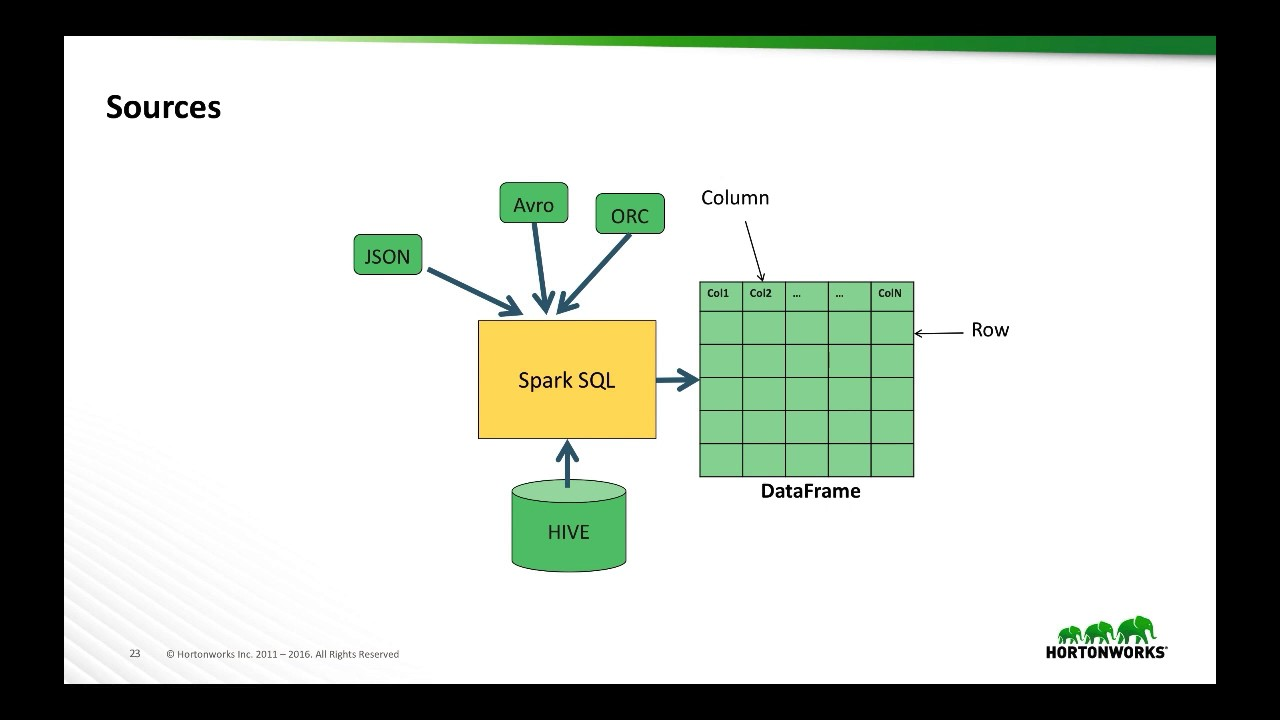 Sources
Avro
ORC
Column
JSON
Col1 Col2 ... ... ColN
Row
Spark SQL
DataFrame
HIVE
23 © Hortonworks Inc. 2011 – 2016. All Rights Reserved
HORTONWORKS